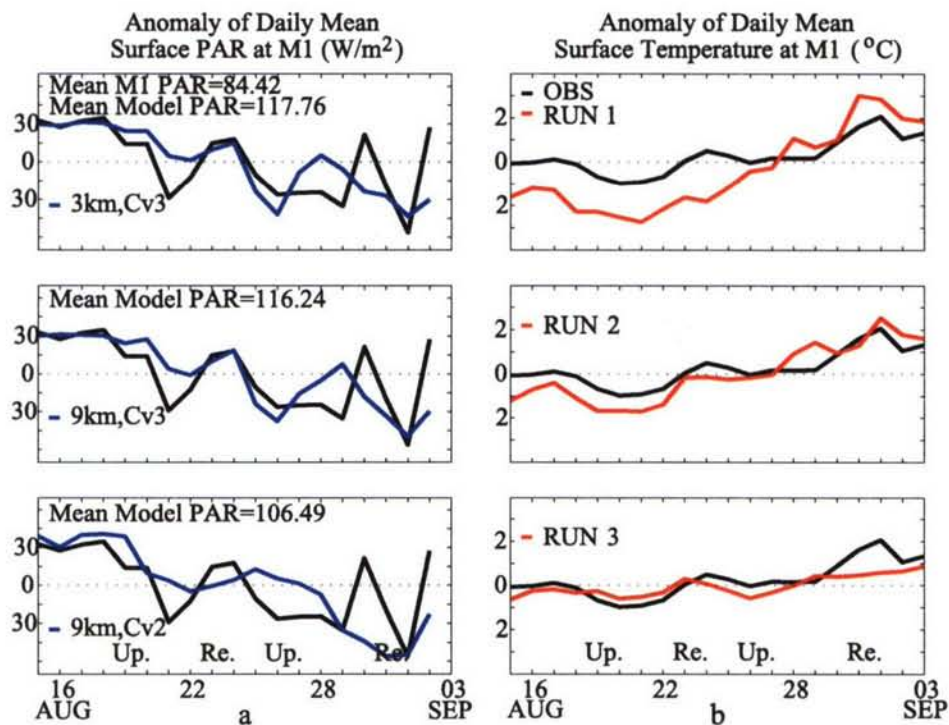 Anomaly of Daily Mean
Surface PAR at M1 (W/m²)
Mean M1 PAR=84.42
Mean Model PAR=117.76
30
0
30
3km,Cv3
Mean Model PAR=116.24
30
0
30
9km,Cv3
Mean Model PAR=106.49
30
0
30
9km,Cv2
Up. Re. Up. Re.
16 22 28 03
AUG a SEP
Anomaly of Daily Mean
Surface Temperature at M1 (°C)
OBS
RUN 1
2
0
2
RUN 2
2
0
2
RUN 3
2
0
2
Up. Re. Up. Re.
16 22 28 03
AUG b SEP